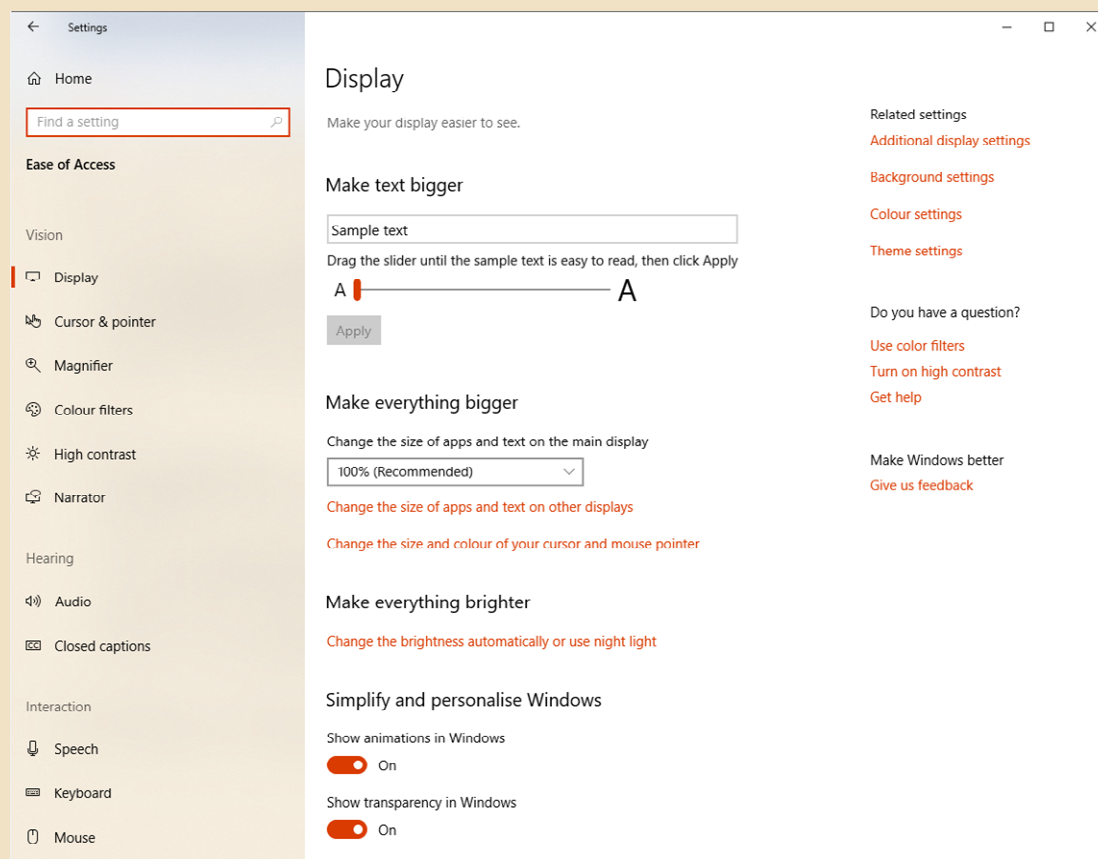 Settings
Home
Find a setting
Ease of Access
Vision
Display
Cursor & pointer
Magnifier
Colour filters
High contrast
Narrator
Hearing
Audio
Closed captions
Interaction
Speech
Keyboard
Mouse
Display
Make your display easier to see.
Make text bigger
Sample text
Drag the slider until the sample text is easy to read, then click Apply
A A
Apply
Make everything bigger
Change the size of apps and text on the main display
100% (Recommended)
Change the size of apps and text on other displays
Change the size and colour of your cursor and mouse pointer
Make everything brighter
Change the brightness automatically or use night light
Simplify and personalise Windows
Show animations in Windows
On
Show transparency in Windows
On
Related settings
Additional display settings
Background settings
Colour settings
Theme settings
Do you have a question?
Use color filters
Turn on high contrast
Get help
Make Windows better
Give us feedback